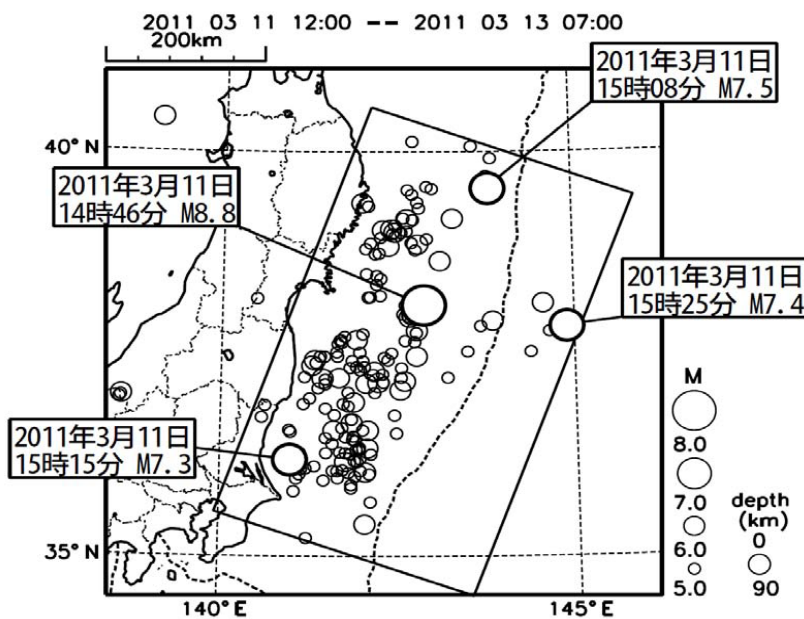 2011 03 11 12:00 -- 2011 03 13 07:00
200km
2011年3月11日
15時08分 M7.5
40°N
2011年3月11日
14時46分 M8.8
2011年3月11日
15時25分 M7.4
M
8.0
7.0
6.0
5.0
depth
(km)
0
90
2011年3月11日
15時15分 M7.3
35°N
140°E
145°E